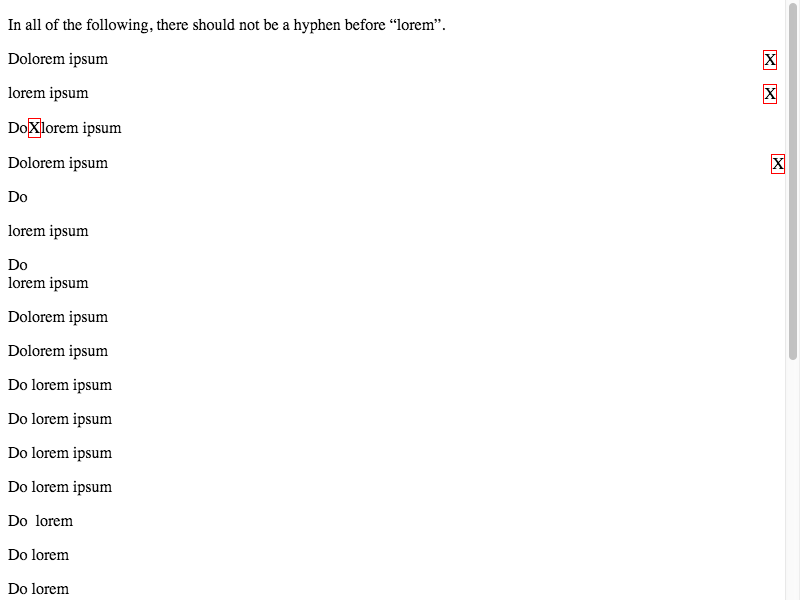 In all of the following, there should not be a hyphen before “lorem”.
Dolorem ipsum X
lorem ipsum X
DoXlorem ipsum
Dolorem ipsum X
Do
lorem ipsum
Do
lorem ipsum
Dolorem ipsum
Dolorem ipsum
Do lorem ipsum
Do lorem ipsum
Do lorem ipsum
Do lorem ipsum
Do  lorem
Do lorem
Do lorem